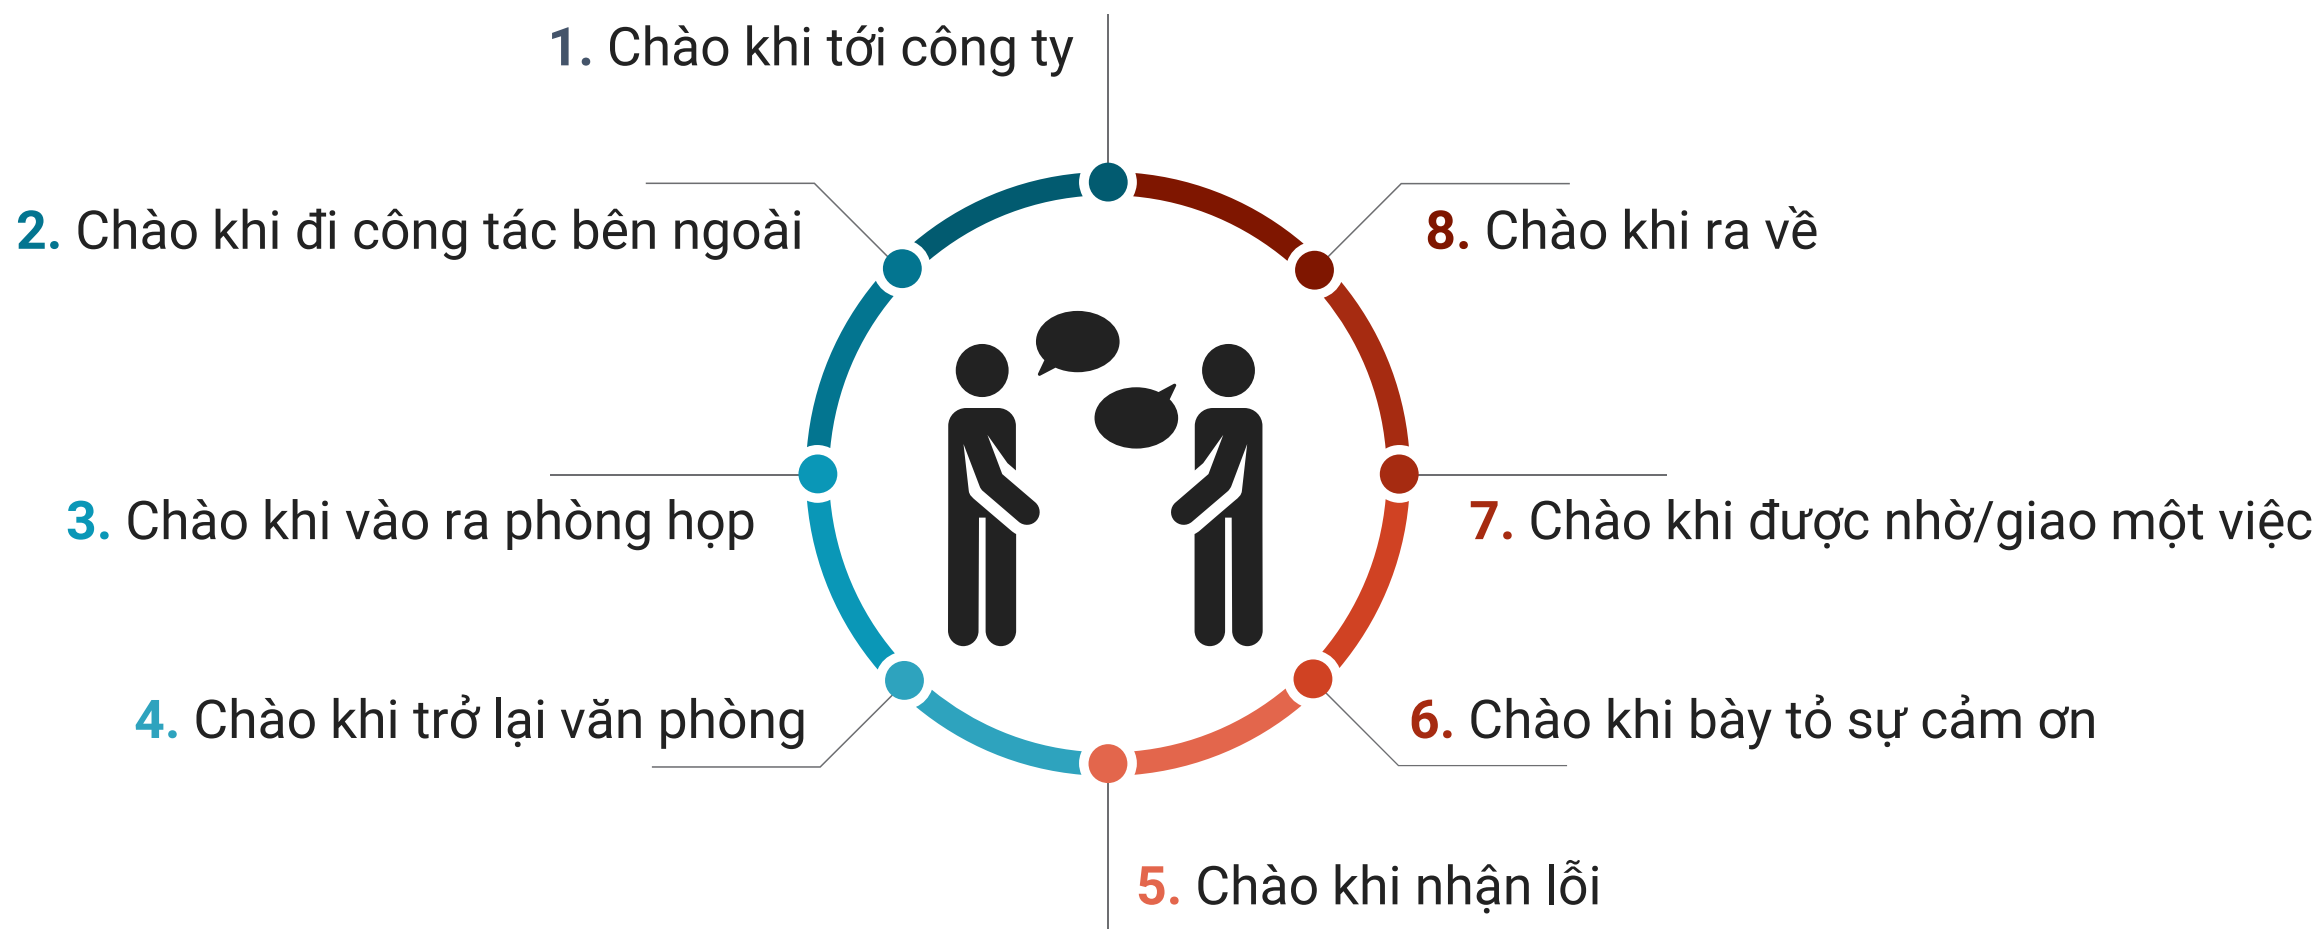 1. Chào khi tới công ty
2. Chào khi đi công tác bên ngoài
3. Chào khi vào ra phòng họp
4. Chào khi trở lại văn phòng
5. Chào khi nhận lỗi
6. Chào khi bày tỏ sự cảm ơn
7. Chào khi được nhờ/giao một việc
8. Chào khi ra về